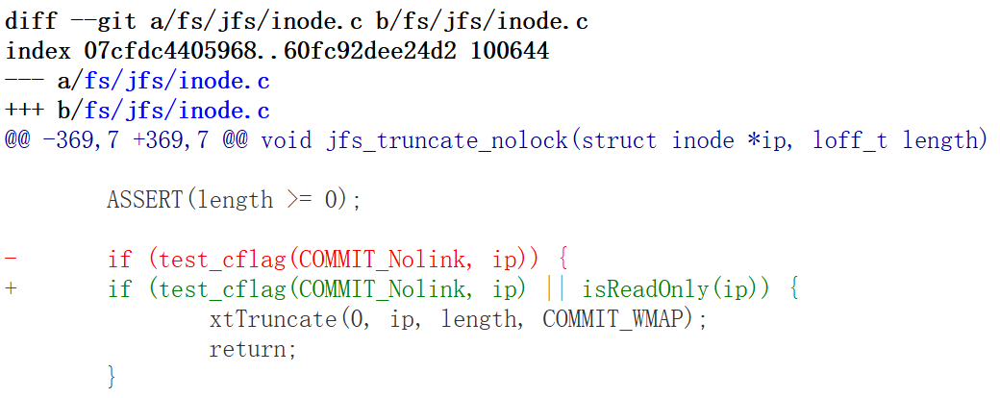 diff --git a/fs/jfs/inode.c b/fs/jfs/inode.c
index 07cfdc4405968..60fc92dee24d2 100644
--- a/fs/jfs/inode.c
+++ b/fs/jfs/inode.c
@@ -369,7 +369,7 @@ void jfs_truncate_nolock(struct inode *ip, loff_t length)
ASSERT(length >= 0);
-       if (test_cflag(COMMIT_Nolink, ip)) {
+       if (test_cflag(COMMIT_Nolink, ip) || isReadOnly(ip)) {
xtTruncate(0, ip, length, COMMIT_WMAP);
return;
}